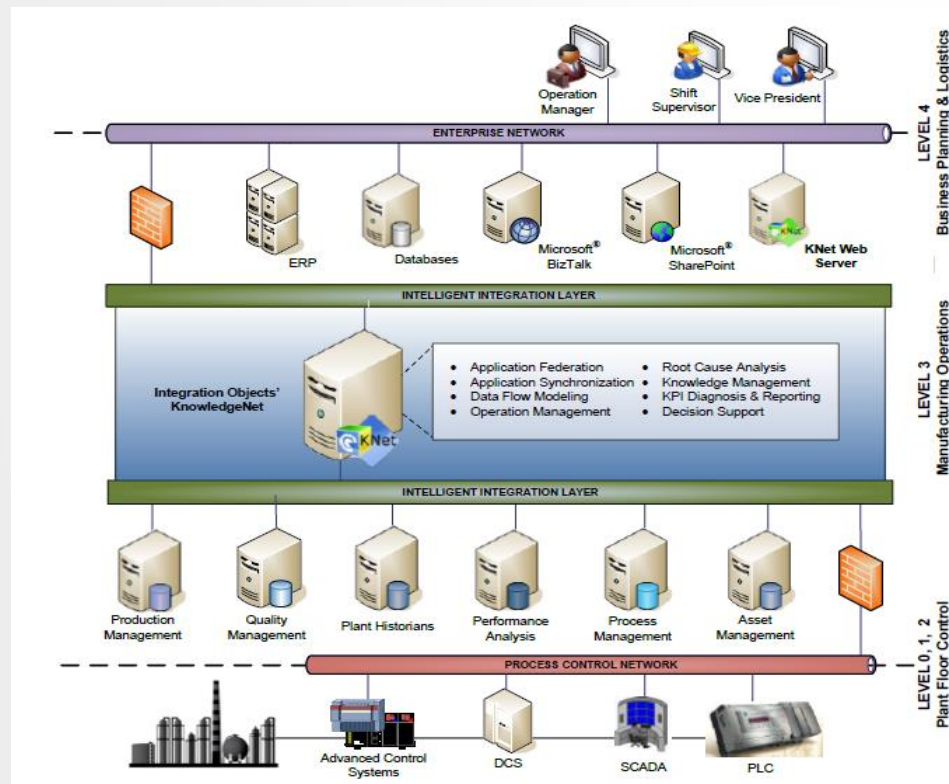 Operation
Manager
Shift
Supervisor
Vice President
ENTERPRISE NETWORK
LEVEL 4
Business Planning & Logistics
ERP
Databases
Microsoft®
BizTalk
Microsoft®
SharePoint
KNet
KNet Web
Server
INTELLIGENT INTEGRATION LAYER
Integration Objects'
KnowledgeNet
KNet
• Application Federation
• Application Synchronization
• Data Flow Modeling
• Operation Management
• Root Cause Analysis
• Knowledge Management
• KPI Diagnosis & Reporting
• Decision Support
LEVEL 3
Manufacturing Operations
INTELLIGENT INTEGRATION LAYER
Production
Management
Quality
Management
Plant Historians
Performance
Analysis
Process
Management
Asset
Management
PROCESS CONTROL NETWORK
LEVEL 0, 1, 2
Plant Floor Control
Advanced Control
Systems
DCS
SCADA
PLC